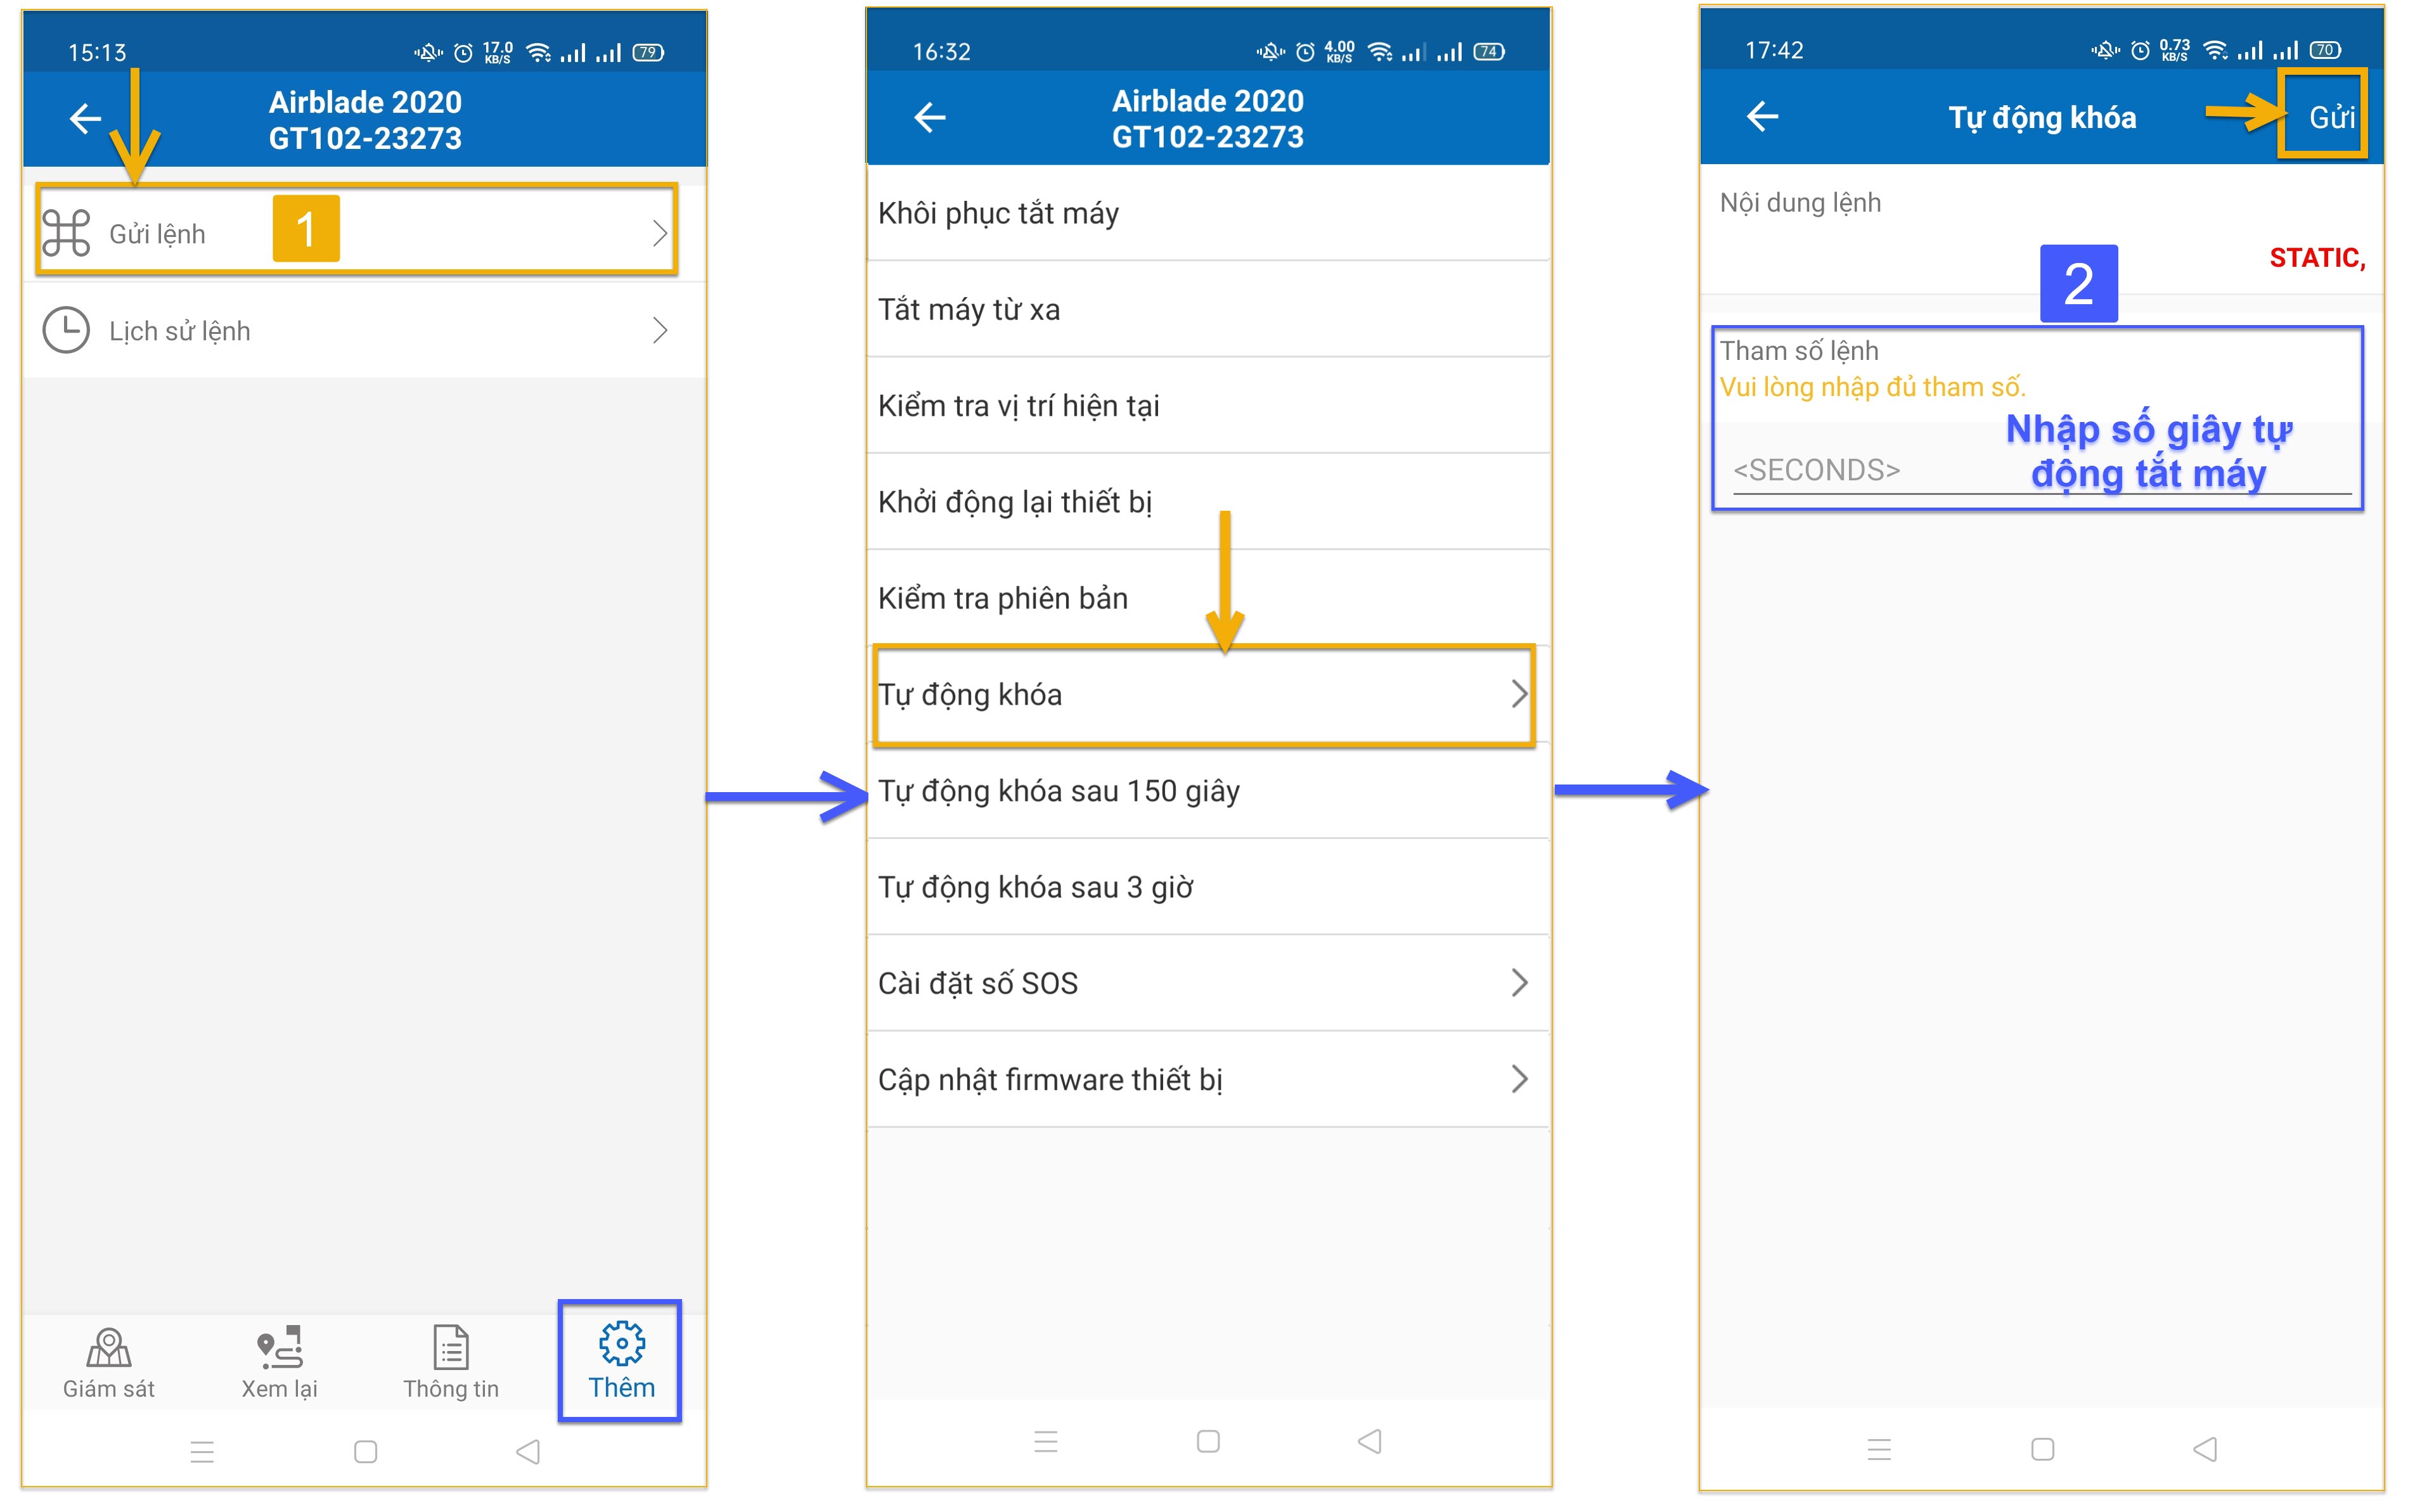 15:13
17.0
KB/S
79
Airblade 2020
GT102-23273
Gửi lệnh
1
Lịch sử lệnh
Giám sát
Xem lại
Thông tin
Thêm
16:32
4.00
KB/S
74
Airblade 2020
GT102-23273
Khôi phục tắt máy
Tắt máy từ xa
Kiểm tra vị trí hiện tại
Khởi động lại thiết bị
Kiểm tra phiên bản
Tự động khóa
Tự động khóa sau 150 giây
Tự động khóa sau 3 giờ
Cài đặt số SOS
Cập nhật firmware thiết bị
17:42
0.73
KB/S
70
Tự động khóa
Gửi
Nội dung lệnh
STATIC,
2
Tham số lệnh
Vui lòng nhập đủ tham số.
Nhập số giây tự
động tắt máy
<SECONDS>